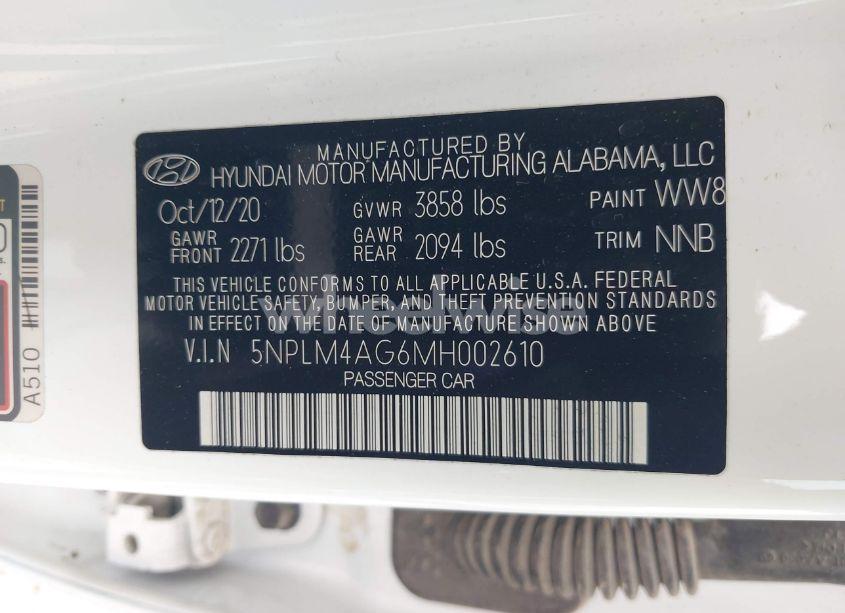 MANUFACTURED BY
HYUNDAI MOTOR MANUFACTURING ALABAMA, LLC
Oct/12/20 GVWR 3858 lbs PAINT WW8
GAWR FRONT 2271 lbs GAWR REAR 2094 lbs TRIM NNB
THIS VEHICLE CONFORMS TO ALL APPLICABLE U.S.A. FEDERAL
MOTOR VEHICLE SAFETY, BUMPER, AND THEFT PREVENTION STANDARDS
IN EFFECT ON THE DATE OF MANUFACTURE SHOWN ABOVE
wheelwise
V.I.N 5NPLM4AG6MH002610
PASSENGER CAR
A510